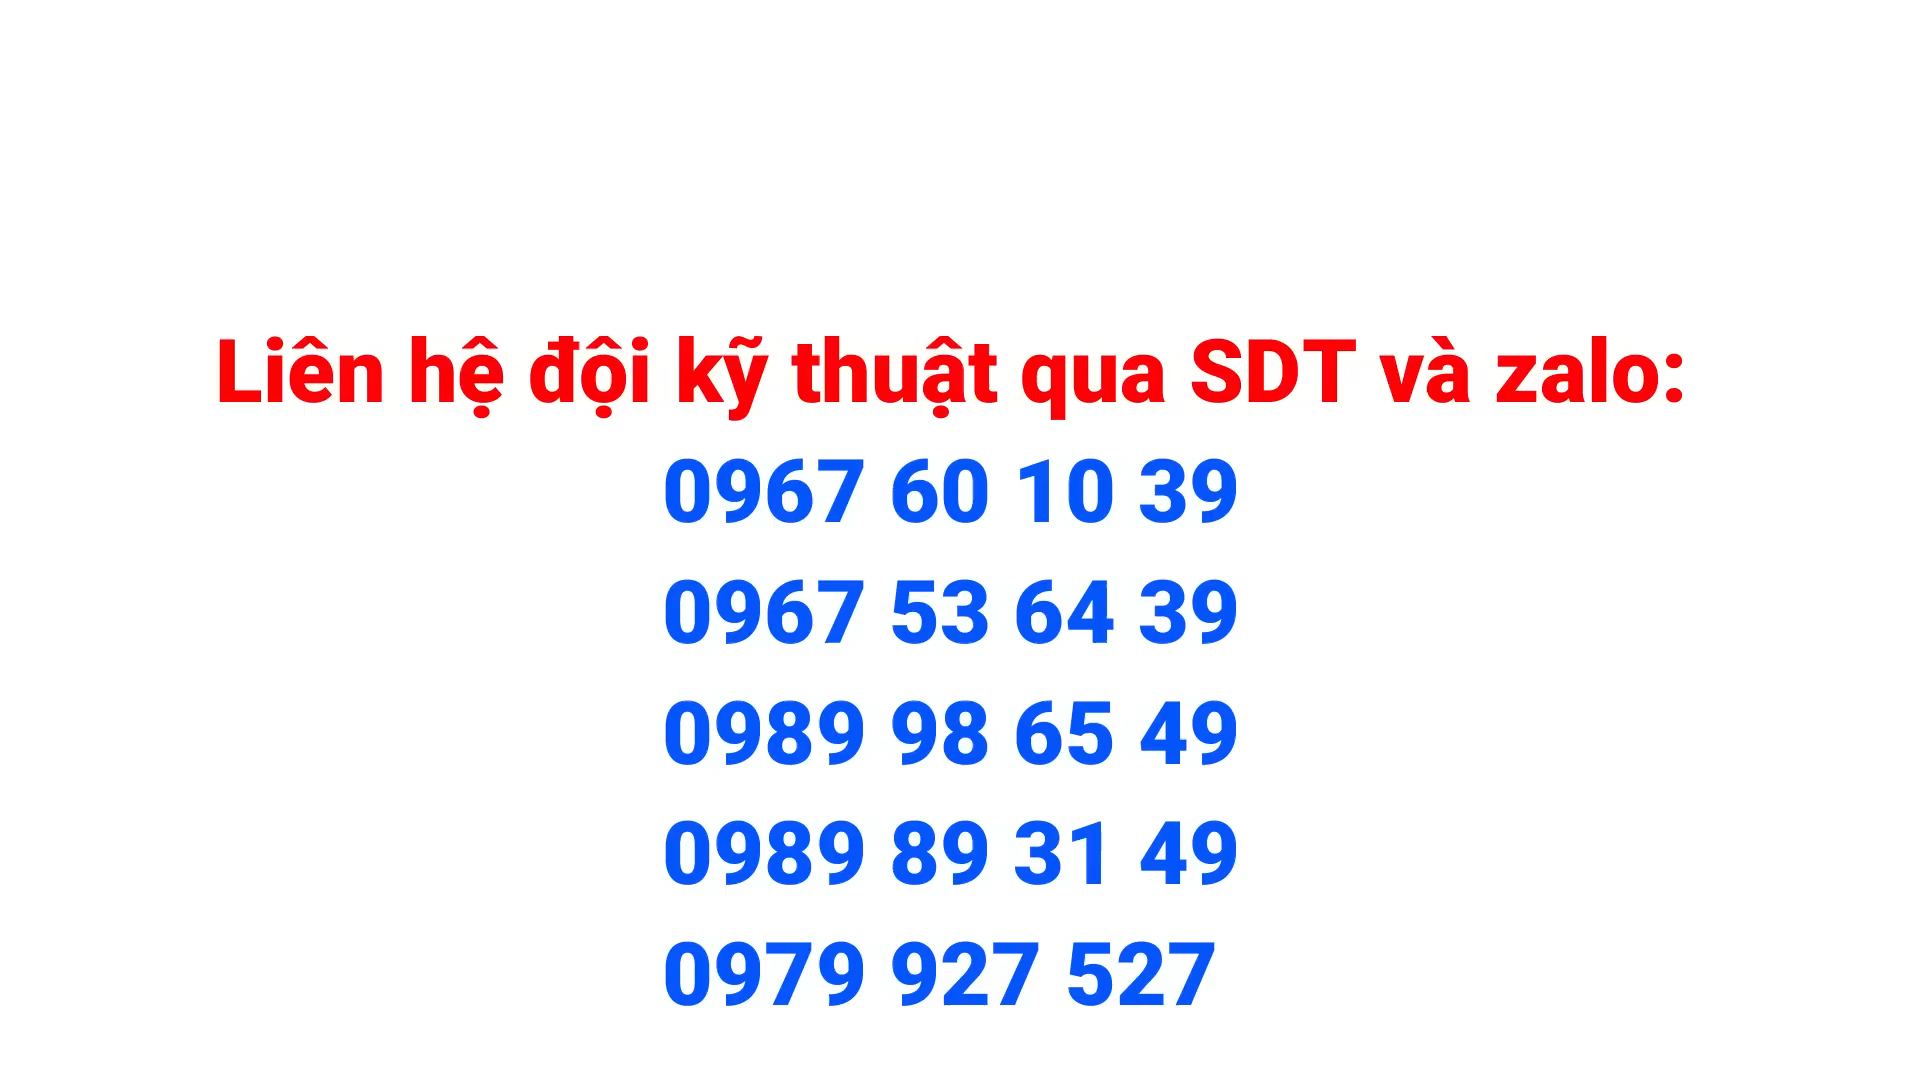 Liên hệ đội kỹ thuật qua SDT và zalo:
0967 60 10 39
0967 53 64 39
0989 98 65 49
0989 89 31 49
0979 927 527